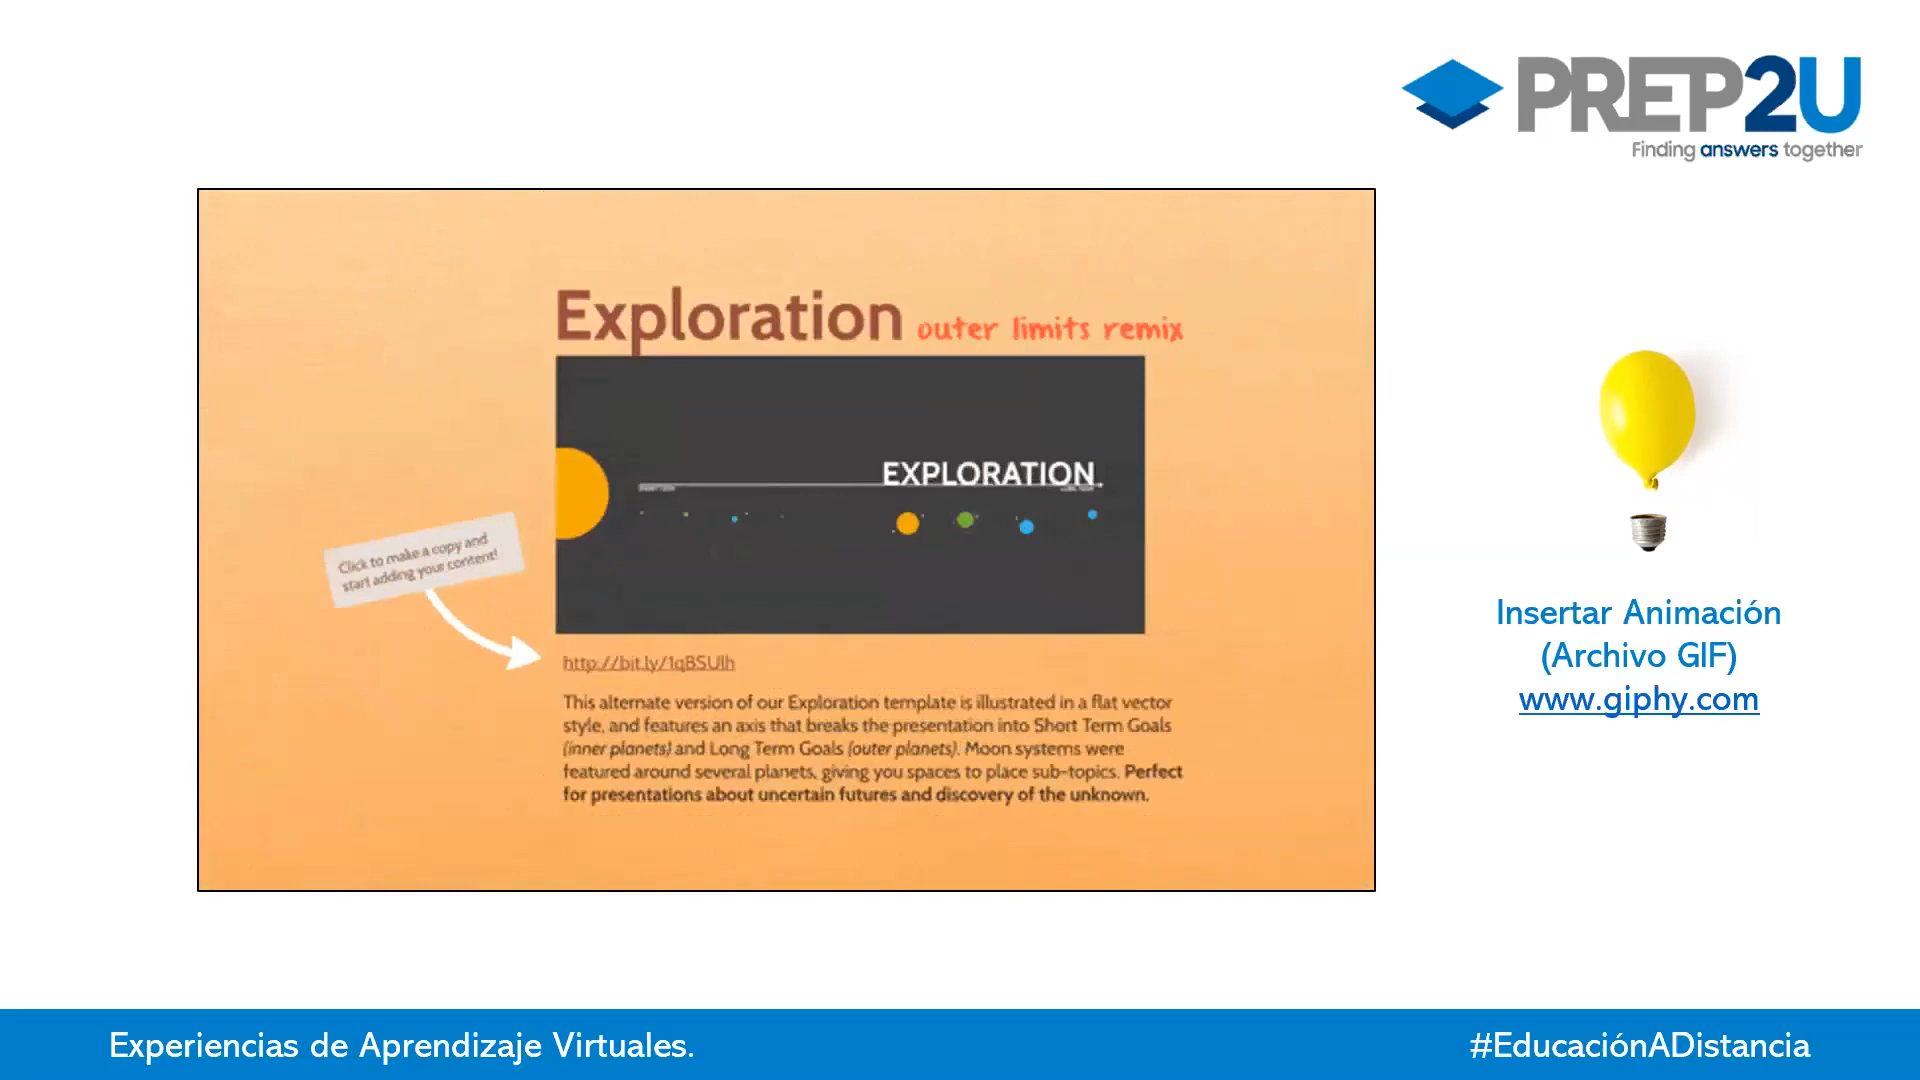 PREP2U
Finding answers together
Exploration outer limits remix
EXPLORATION
Click to make a copy and
start adding your content!
http://bit.ly/1qBSUlh
This alternate version of our Exploration template is illustrated in a flat vector
style, and features an axis that breaks the presentation into Short Term Goals
(inner planets) and Long Term Goals (outer planets). Moon systems were
featured around several planets, giving you spaces to place sub-topics. Perfect
for presentations about uncertain futures and discovery of the unknown.
Insertar Animación
(Archivo GIF)
www.giphy.com
Experiencias de Aprendizaje Virtuales.
#EducaciónADistancia